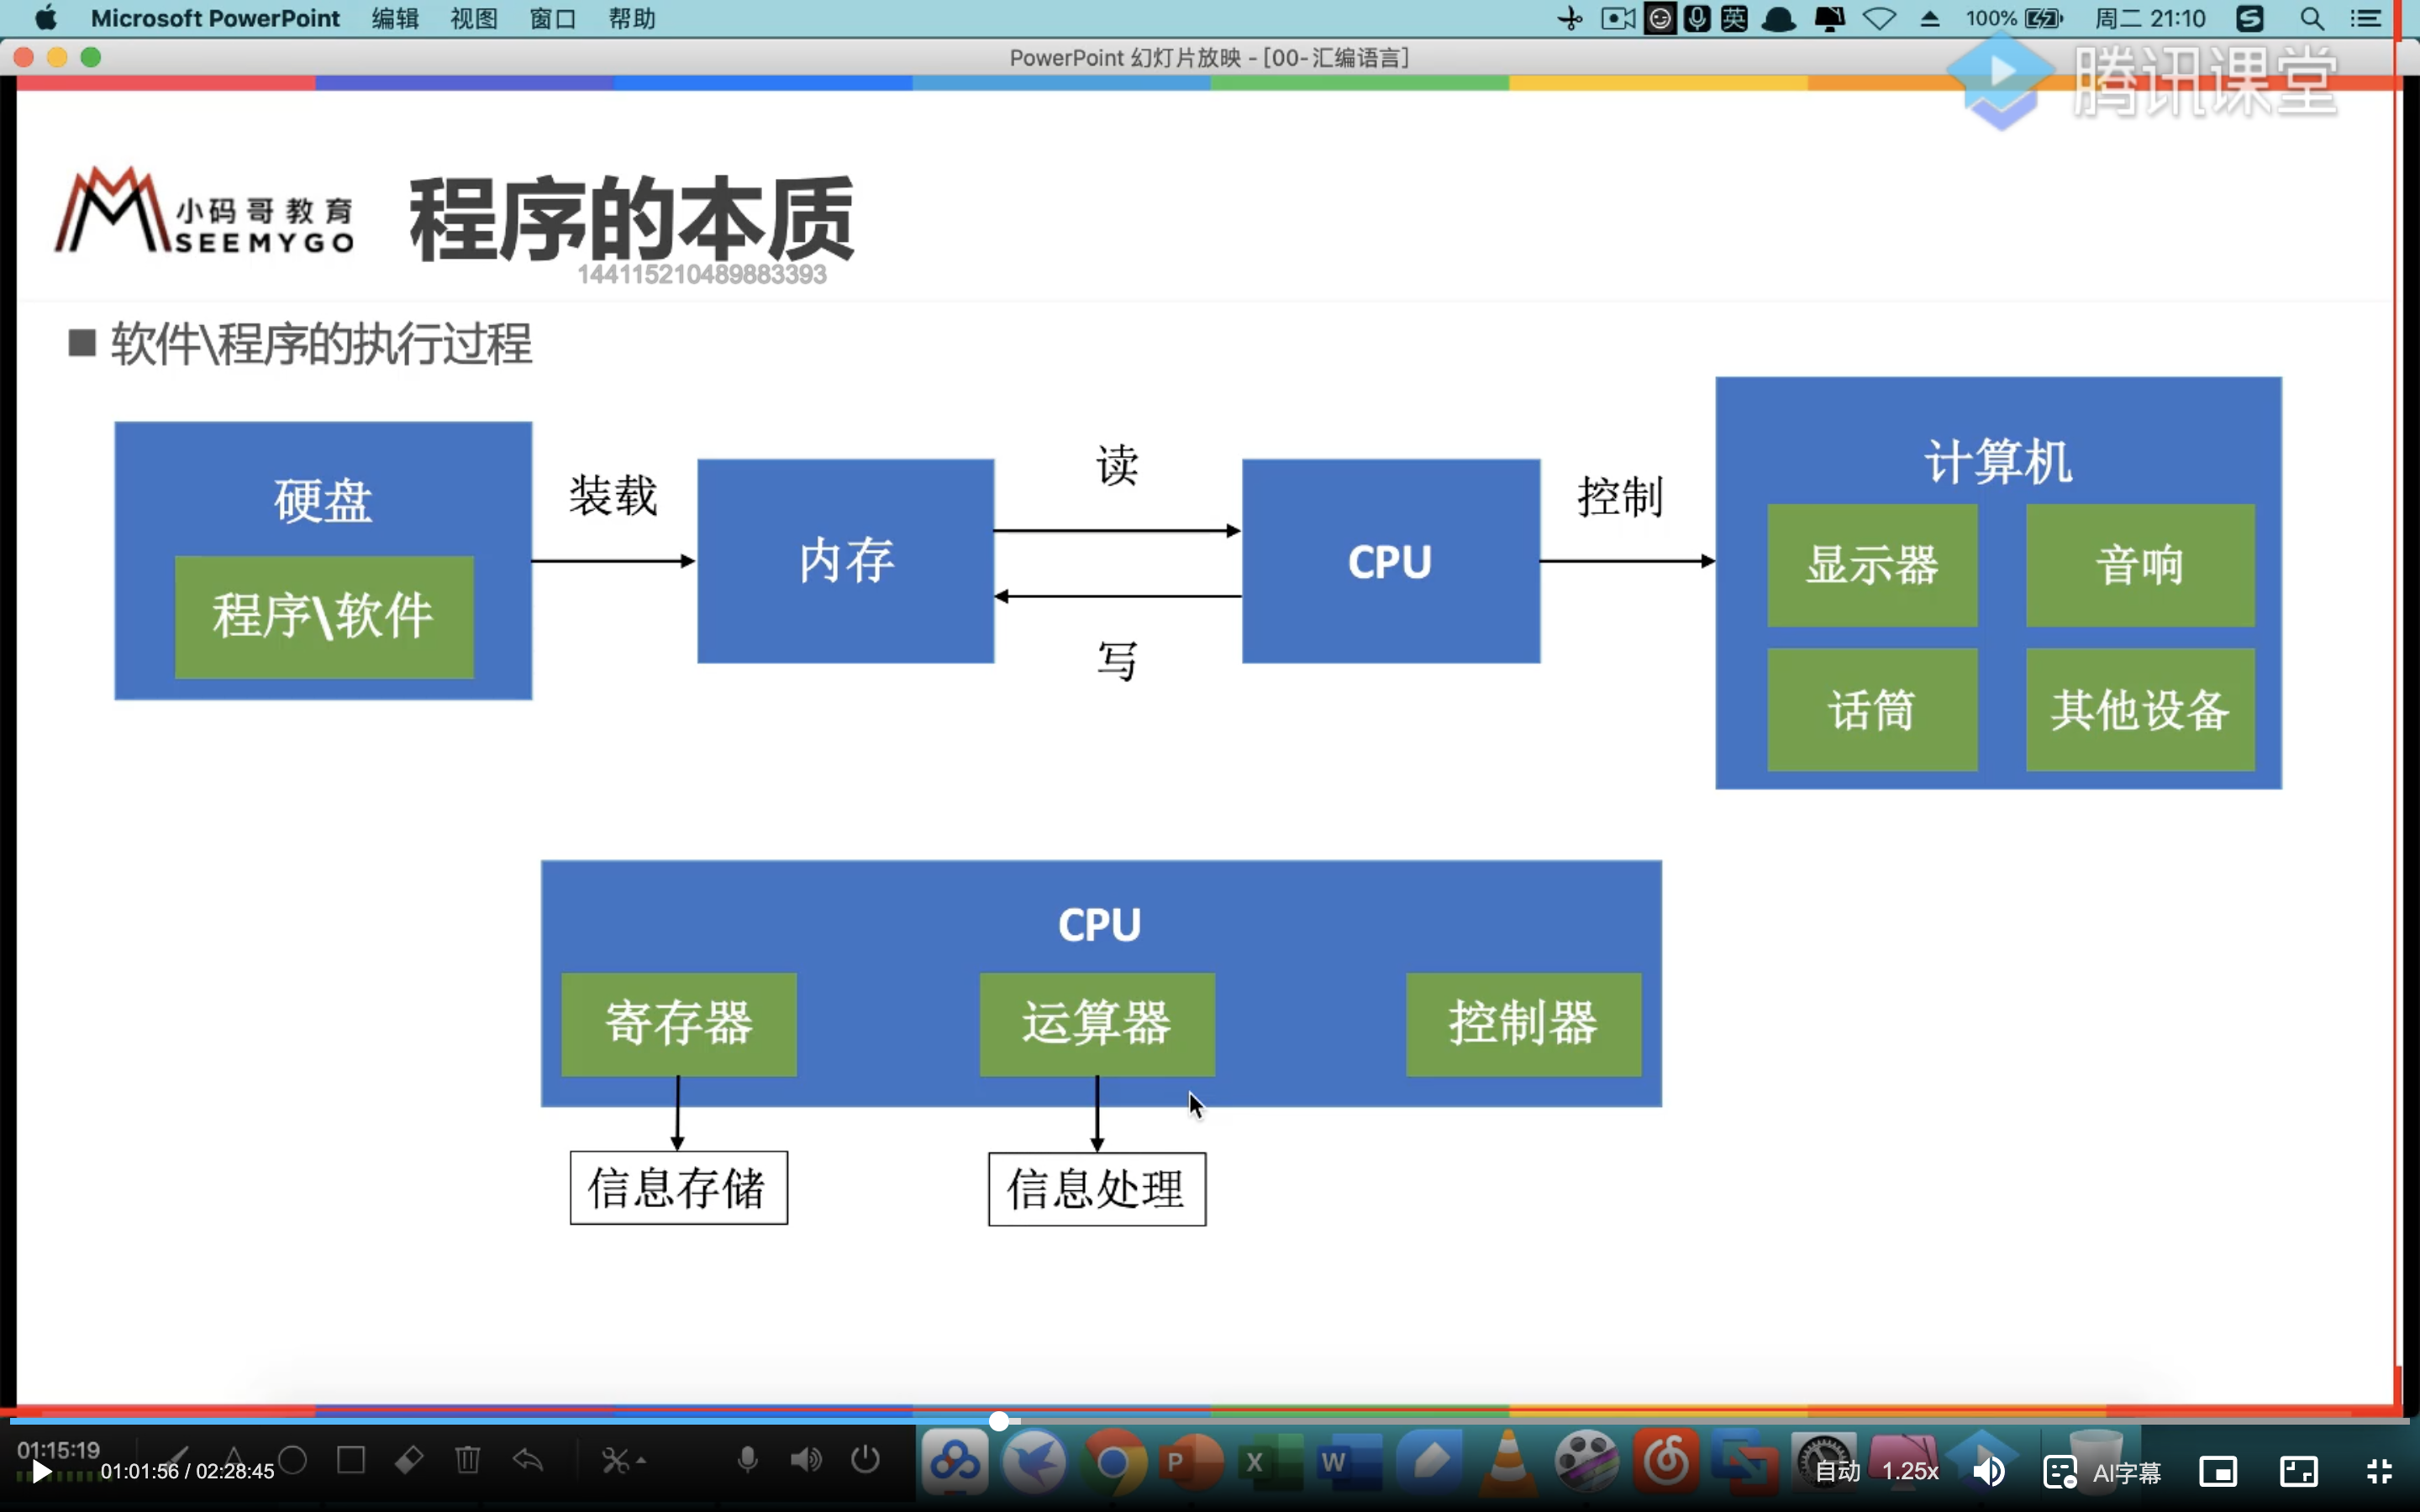 Microsoft PowerPoint 编辑 视图 窗口 帮助
英 100% 周二 21:10
PowerPoint 幻灯片放映 - [00-汇编语言]
腾讯课堂
小码哥教育
SEEMYGO
程序的本质
144115210489883393
软件\程序的执行过程
硬盘
程序\软件
装载
内存
读
写
CPU
控制
计算机
显示器
音响
话筒
其他设备
CPU
寄存器
运算器
控制器
信息存储
信息处理
01:15:19
01:01:56 / 02:28:45
P
X
W
自动 1.25x AI字幕